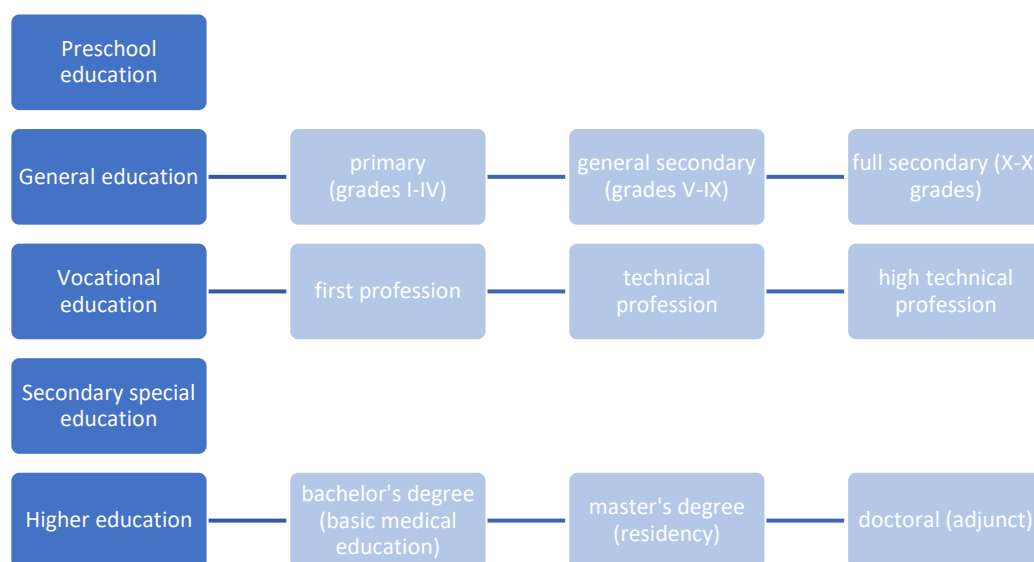 Preschool
education
General education
primary
(grades I-IV)
general secondary
(grades V-IX)
full secondary (X-X
grades)
Vocational
education
first profession
technical
profession
high technical
profession
Secondary special
education
Higher education
bachelor's degree
(basic medical
education)
master's degree
(residency)
doctoral (adjunct)